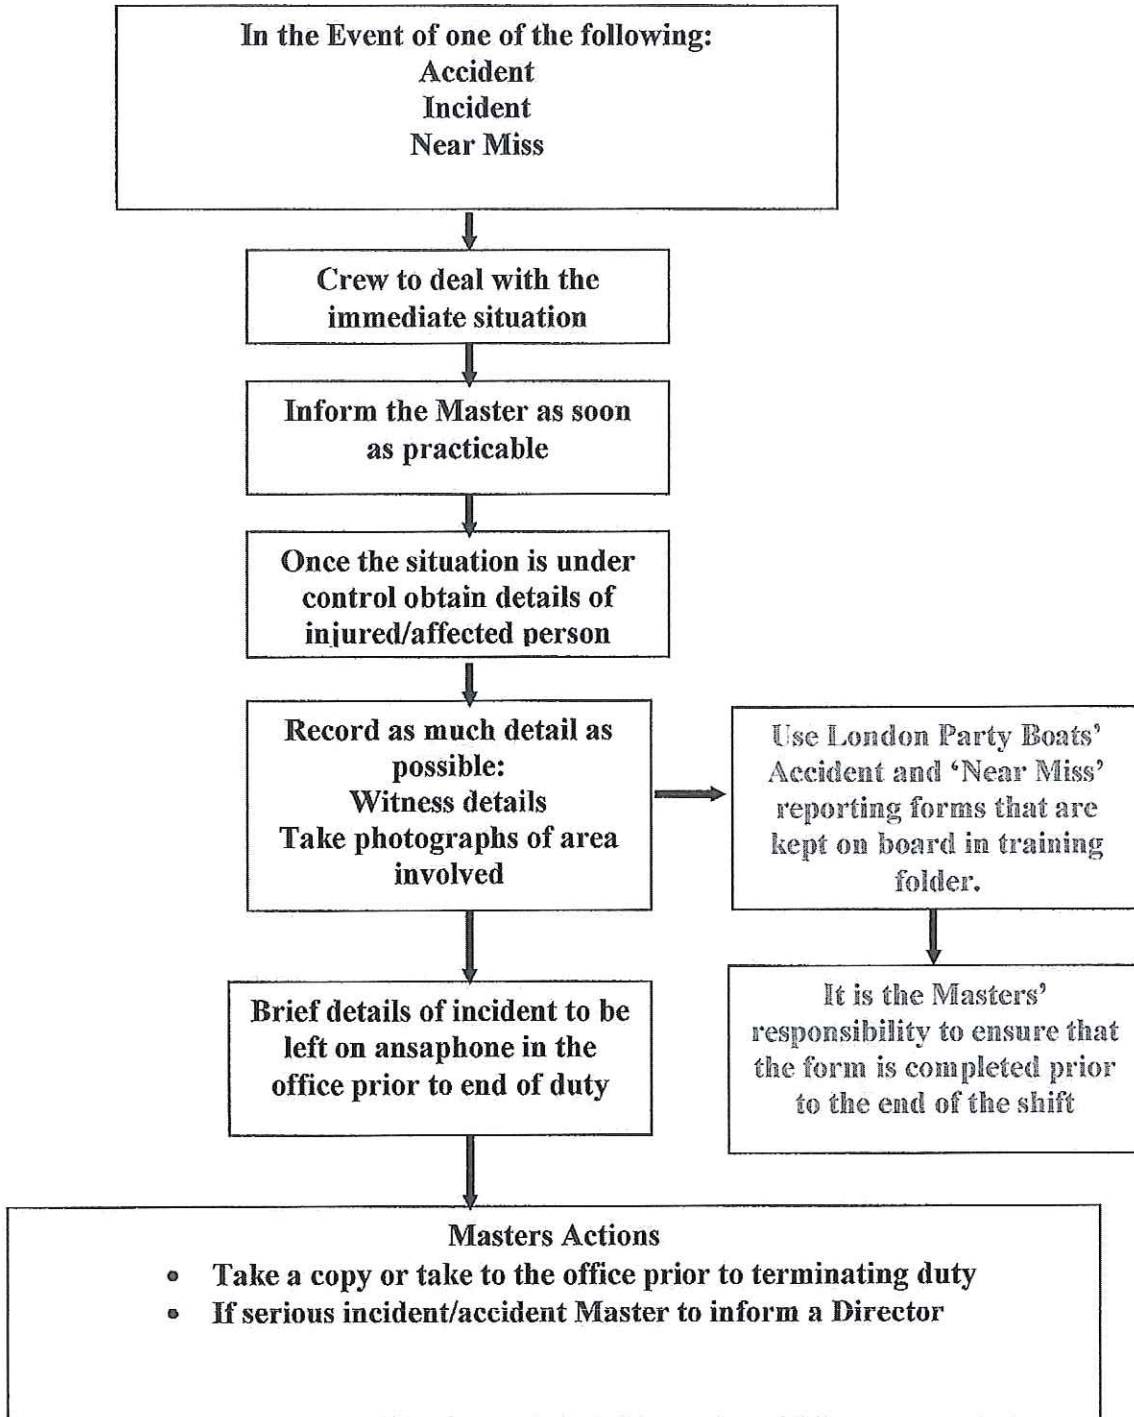 In the Event of one of the following:
Accident
Incident
Near Miss
Crew to deal with the
immediate situation
Inform the Master as soon
as practicable
Once the situation is under
control obtain details of
injured/affected person
Record as much detail as
possible:
Witness details
Take photographs of area
involved
Use London Party Boats’
Accident and ‘Near Miss’
reporting forms that are
kept on board in training
folder.
Brief details of incident to be
left on ansaphone in the
office prior to end of duty
It is the Masters’
responsibility to ensure that
the form is completed prior
to the end of the shift
Masters Actions
• Take a copy or take to the office prior to terminating duty
• If serious incident/accident Master to inform a Director